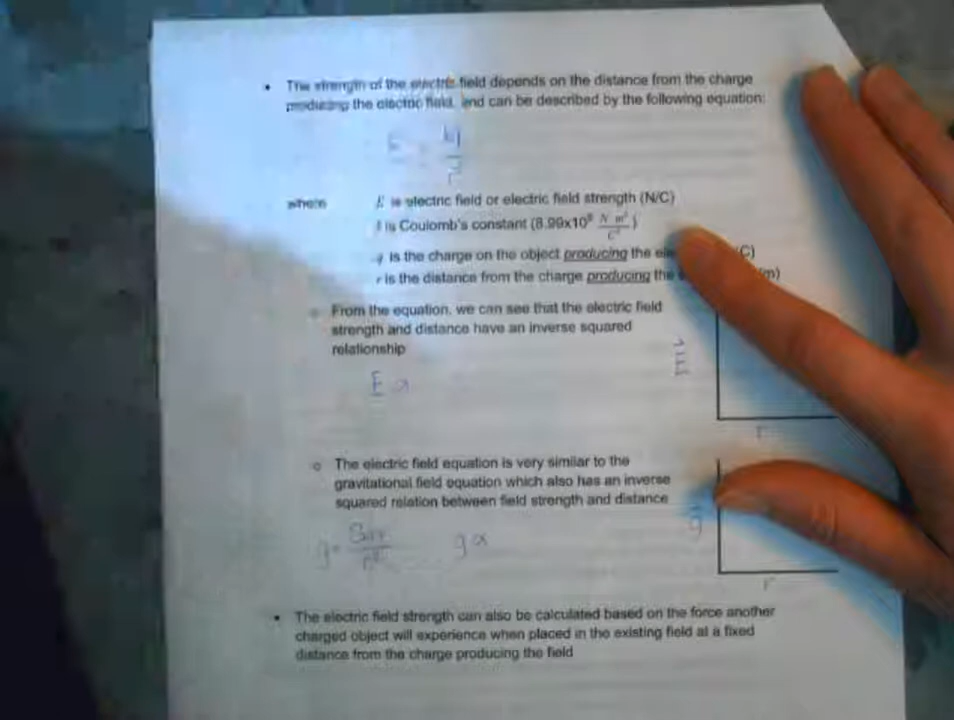 • The strength of the electric field depends on the distance from the charge
producing the electric field, and can be described by the following equation:
where E is electric field or electric field strength (N/C)
k is Coulomb's constant (8.99x10⁹ N m²/C²)
q is the charge on the object producing the C)
r is the distance from the charge producing the m)
o From the equation, we can see that the electric field
strength and distance have an inverse squared
relationship
E α
|E|
r
o The electric field equation is very similar to the
gravitational field equation which also has an inverse
squared relation between field strength and distance
g α
g
r
• The electric field strength can also be calculated based on the force another
charged object will experience when placed in the existing field at a fixed
distance from the charge producing the field